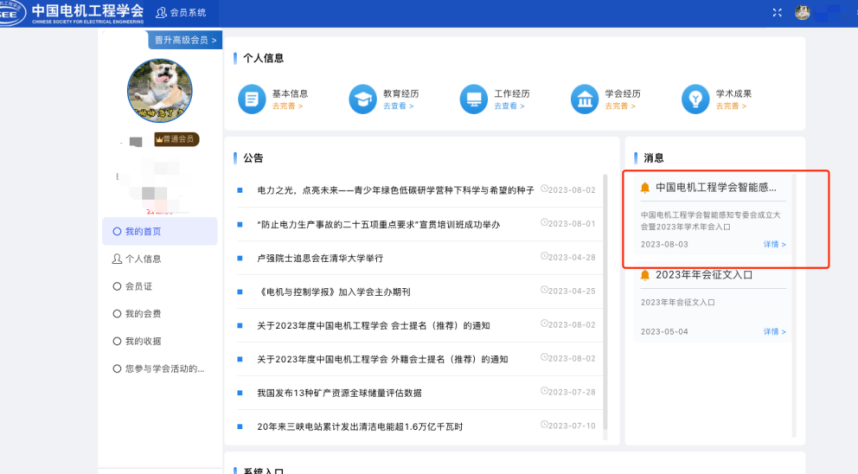 中国电机工程学会 会员系统
CHINESE SOCIETY FOR ELECTRICAL ENGINEERING
晋升高级会员 >
普通会员
我的首页
个人信息
会员证
我的会费
我的收据
您参与学会活动的...
个人信息
基本信息
去完善 >
教育经历
去查看 >
工作经历
去查看 >
学会经历
去完善 >
学术成果
去完善 >
公告
电力之光，点亮未来——青少年绿色低碳研学营种下科学与希望的种子 2023-08-02
“防止电力生产事故的二十五项重点要求”宣贯培训班成功举办 2023-08-01
卢强院士追思会在清华大学举行 2023-04-28
《电机与控制学报》加入学会主办期刊 2023-04-25
关于2023年度中国电机工程学会 会士提名（推荐）的通知 2023-08-02
关于2023年度中国电机工程学会 外籍会士提名（推荐）的通知 2023-08-02
我国发布13种矿产资源全球储量评估数据 2023-07-28
20年来三峡电站累计发出清洁电能超1.6万亿千瓦时 2023-07-10
消息
中国电机工程学会智能感...
中国电机工程学会智能感知专委会成立大
会暨2023年学术年会入口
2023-08-03 详情 >
2023年年会征文入口
2023年年会征文入口
2023-05-04 详情 >
系统入口